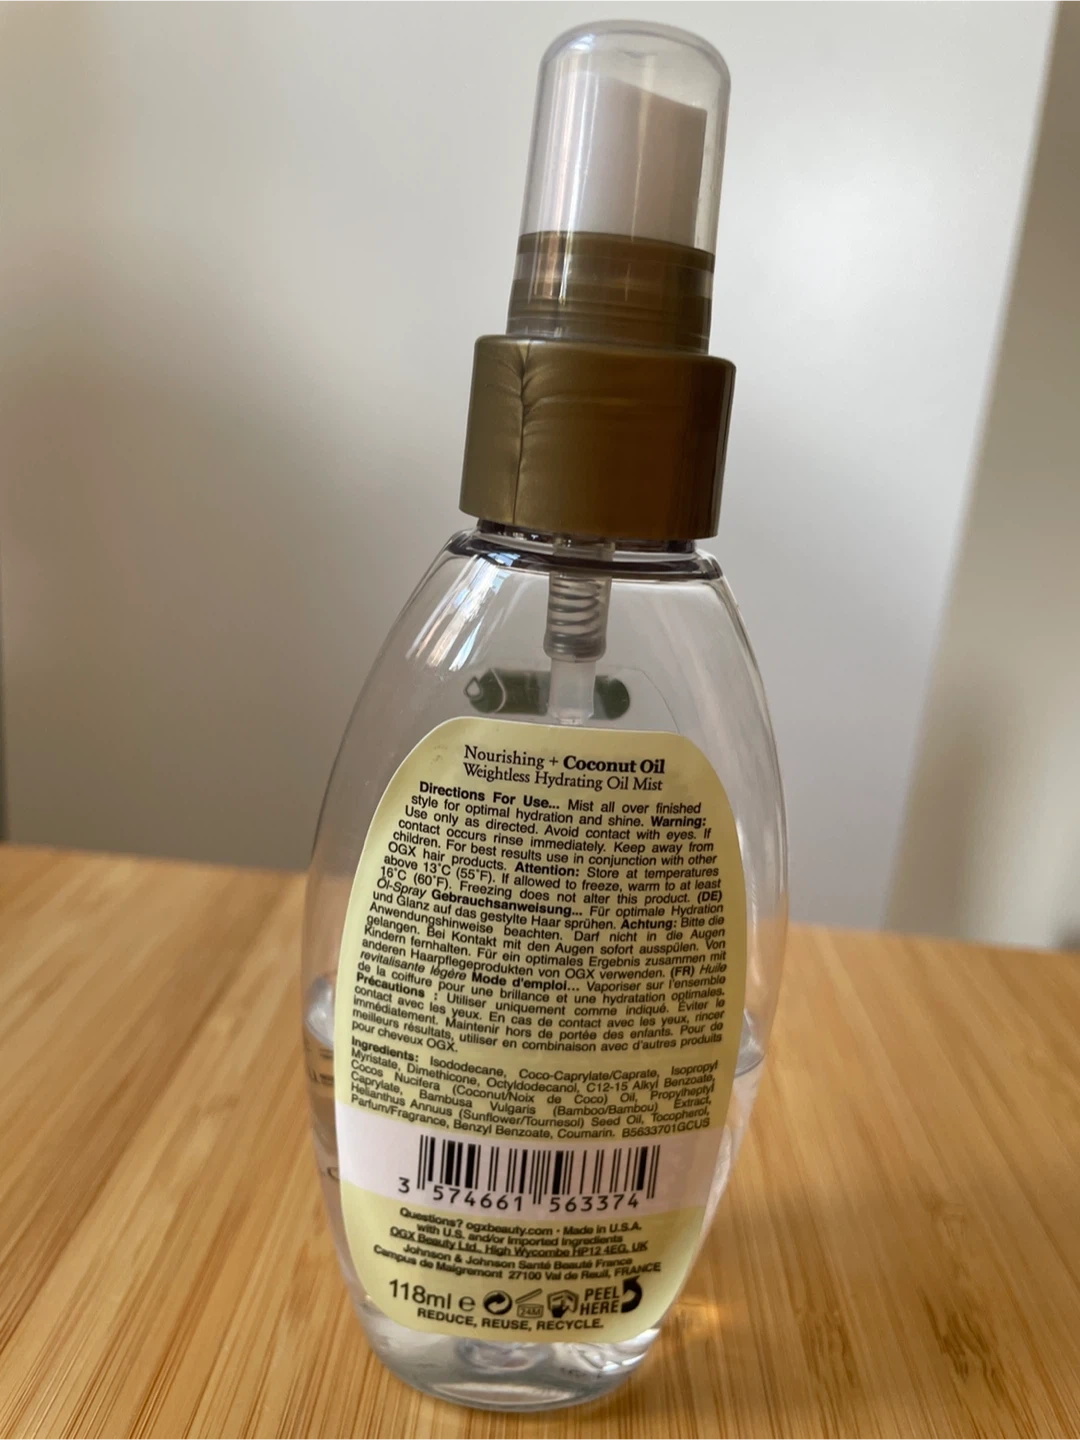 Nourishing + Coconut Oil
Weightless Hydrating Oil Mist
Directions For Use... Mist all over finished
style for optimal hydration and shine. Warning:
Use only as directed. Avoid contact with eyes. If
contact occurs rinse immediately. Keep away from
children. For best results use in conjunction with other
OGX hair products. Attention: Store at temperatures
above 13°C (55°F). If allowed to freeze, warm to at least
16°C (60°F). Freezing does not alter this product. (DE)
Öl-Spray Gebrauchsanweisung... Für optimale Hydration
und Glanz auf das gestylte Haar sprühen. Achtung: Bitte die
Anwendungshinweise beachten. Darf nicht in die Augen
gelangen. Bei Kontakt mit den Augen sofort ausspülen. Von
Kindern fernhalten. Für ein optimales Ergebnis zusammen mit
anderen Haarpflegeprodukten von OGX verwenden. (FR) Huile
revitalisante légère Mode d'emploi... Vaporiser sur l'ensemble
de la coiffure pour une brillance et une hydratation optimales.
Précautions : Utiliser uniquement comme indiqué. Éviter le
contact avec les yeux. En cas de contact avec les yeux, rincer
immédiatement. Maintenir hors de portée des enfants. Pour de
meilleurs résultats, utiliser en combinaison avec d'autres produits
pour cheveux OGX.
Ingredients: Isododecane, Coco-Caprylate/Caprate, Isopropyl
Myristate, Dimethicone, Octyldodecanol, C12-15 Alkyl Benzoate,
Cocos Nucifera (Coconut/Noix de Coco) Oil, Propylheptyl
Caprylate, Bambusa Vulgaris (Bamboo/Bambou) Extract,
Helianthus Annuus (Sunflower/Tournesol) Seed Oil, Tocopherol,
Parfum/Fragrance, Benzyl Benzoate, Coumarin. B5633701GCUS
3 574661 563374
Questions? ogxbeauty.com • Made in U.S.A.
with U.S. and/or Imported Ingredients
OGX Beauty Ltd., High Wycombe HP12 4EG, UK
Johnson & Johnson Santé Beauté France
Campus de Maigremont 27100 Val de Reuil, FRANCE
118ml e 24M PEEL
HERE
REDUCE, REUSE, RECYCLE.